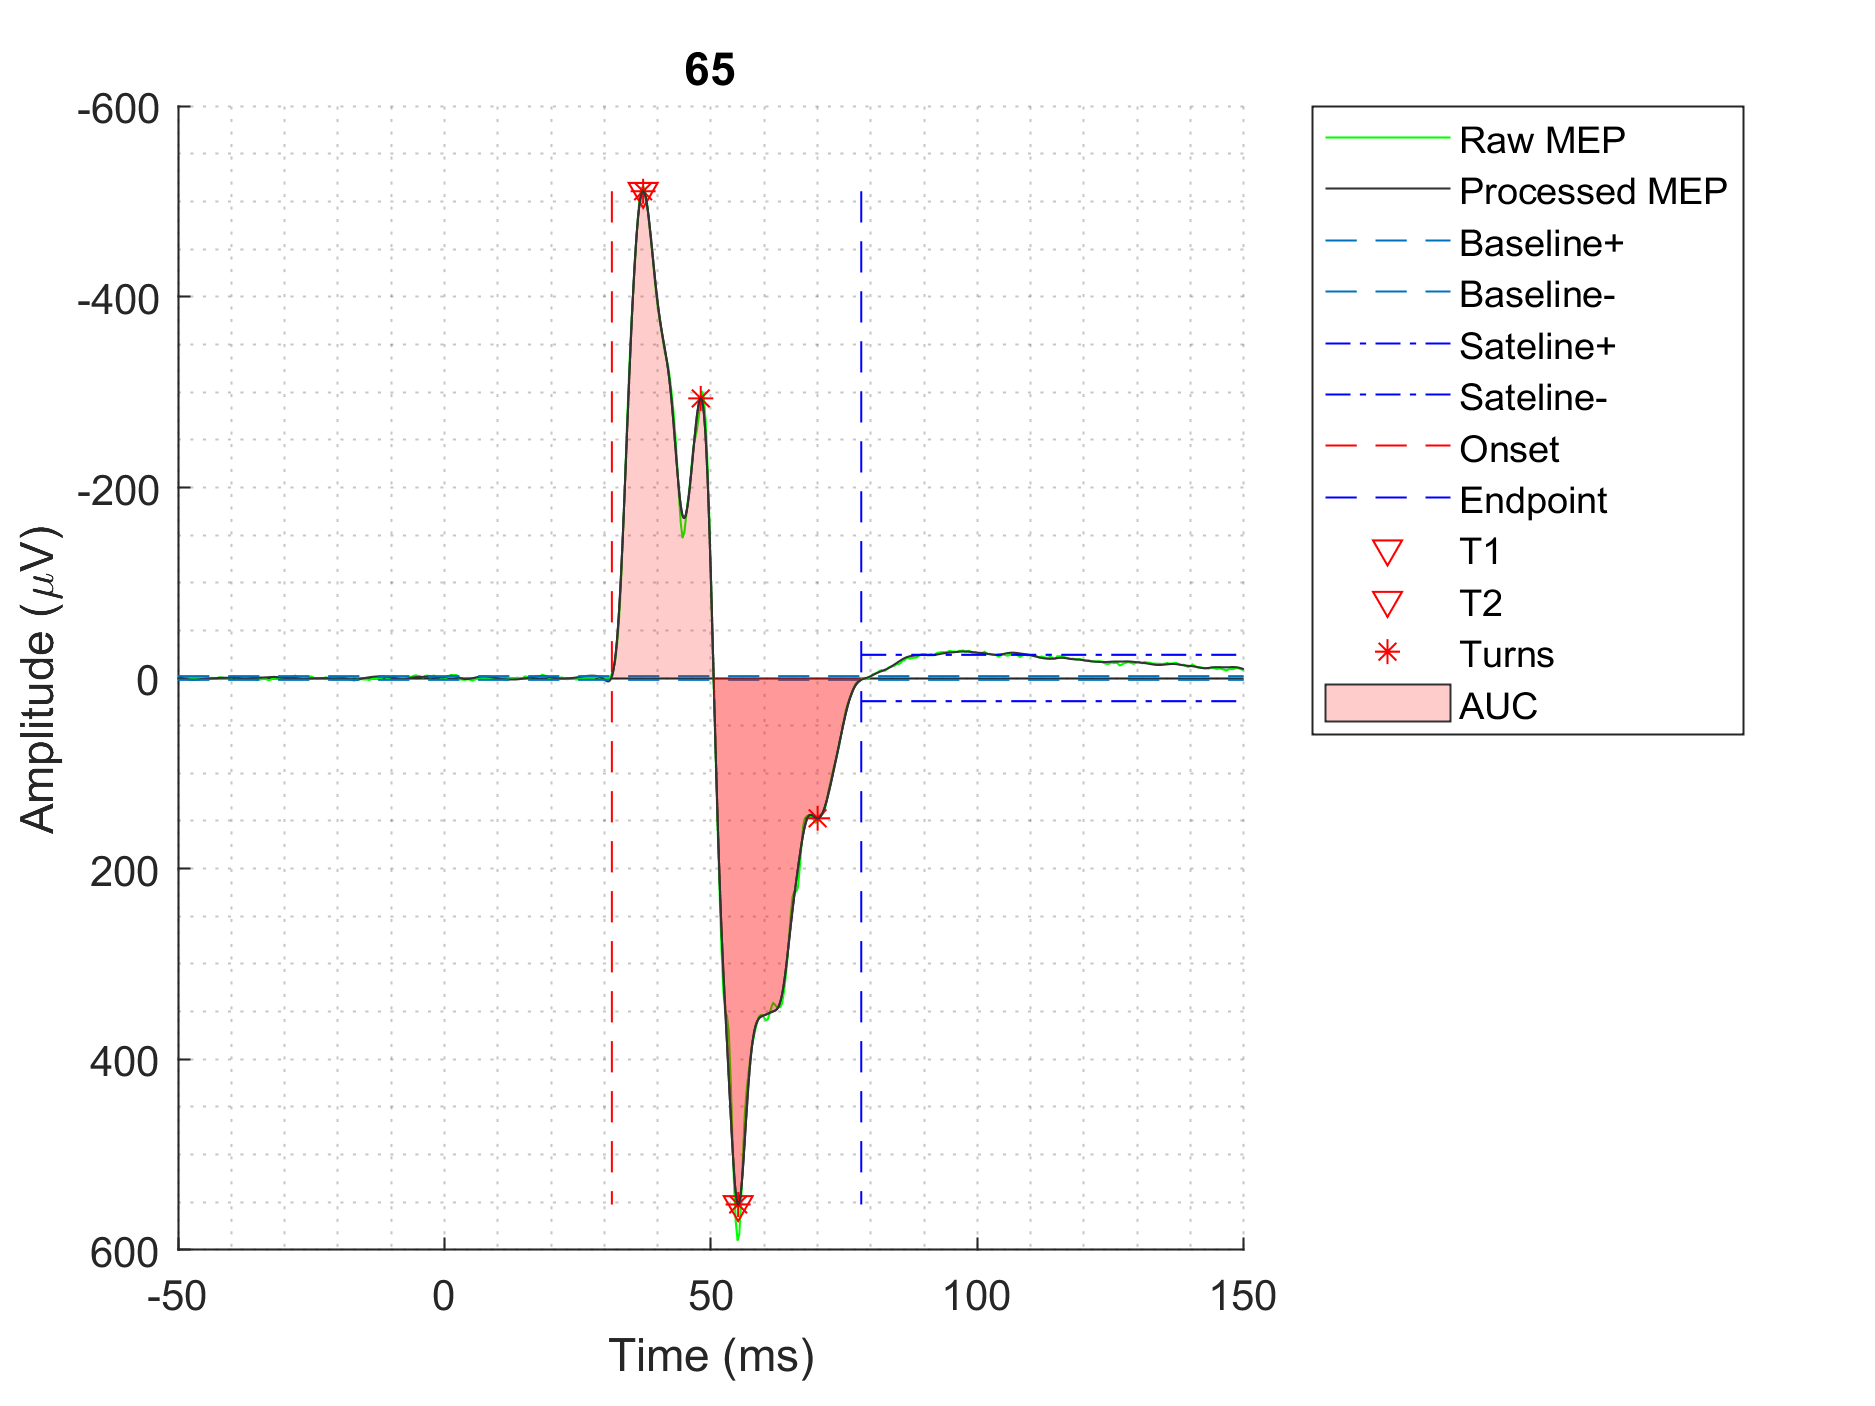 65
-600
-400
-200
0
200
400
600
-50
0
50
100
150
Time (ms)
Amplitude (μV)
Raw MEP
Processed MEP
Baseline+
Baseline-
Sateline+
Sateline-
Onset
Endpoint
T1
T2
Turns
AUC